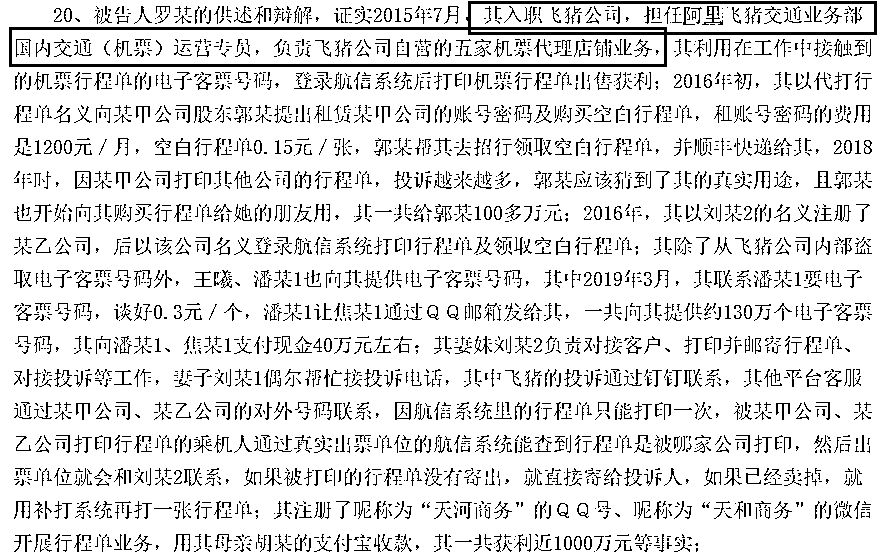 20、被告人罗某的供述和辩解，证实2015年7月，其入职飞猪公司，担任阿里飞猪交通业务部
国内交通（机票）运营专员，负责飞猪公司自营的五家机票代理店铺业务，其利用在工作中接触到
的机票行程单的电子客票号码，登录航信系统后打印机票行程单出售获利；2016年初，其以代打行
程单名义向某甲公司股东郭某提出租赁某甲公司的账号密码及购买空白行程单，租账号密码的费用
是1200元／月，空白行程单0.15元／张，郭某帮其去招行领取空白行程单，并顺丰快递给其，2018
年时，因某甲公司打印其他公司的行程单，投诉越来越多，郭某应该猜到了其的真实用途，且郭某
也开始向其购买行程单给她的朋友用，其一共给郭某100多万元；2016年，其以刘某2的名义注册了
某乙公司，后以该公司名义登录航信系统打印行程单及领取空白行程单；其除了从飞猪公司内部盗
取电子客票号码外，王曦、潘某1也向其提供电子客票号码，其中2019年3月，其联系潘某1要电子
客票号码，谈好0.3元／个，潘某1让焦某1通过ＱＱ邮箱发给其，一共向其提供约130万个电子客票
号码，其向潘某1、焦某1支付现金40万元左右；其妻妹刘某2负责对接客户、打印并邮寄行程单、
对接投诉等工作，妻子刘某1偶尔帮忙接投诉电话，其中飞猪的投诉通过钉钉联系，其他平台客服
通过某甲公司、某乙公司的对外号码联系，因航信系统里的行程单只能打印一次，被某甲公司、某
乙公司打印行程单的乘机人通过真实出票单位的航信系统能查到行程单是被哪家公司打印，然后出
票单位就会和刘某2联系，如果被打印的行程单没有寄出，就直接寄给投诉人，如果已经卖掉，就
用补打系统再打一张行程单；其注册了昵称为“天河商务”的ＱＱ号、昵称为“天和商务”的微信
开展行程单业务，用其母亲胡某的支付宝收款，其一共获利近1000万元等事实；